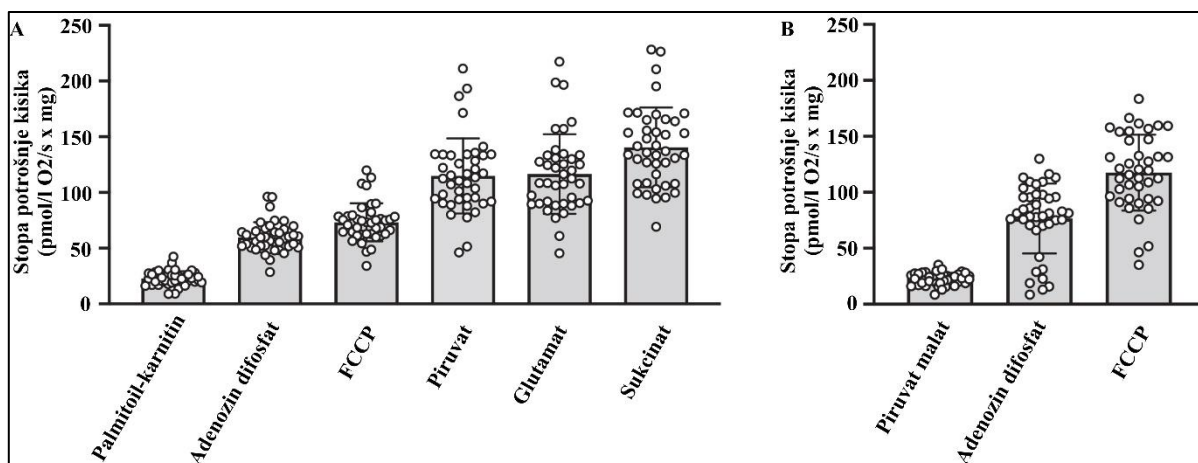 A
Stopa potrošnje kisika
(pmol/l O2/s x mg)
250
200
150
100
50
0
Palmitoil-karnitin
Adenozin difosfat
FCCP
Piruvat
Glutamat
Sukcinat
B
Stopa potrošnje kisika
(pmol/l O2/s x mg)
250
200
150
100
50
0
Piruvat malat
Adenozin difosfat
FCCP